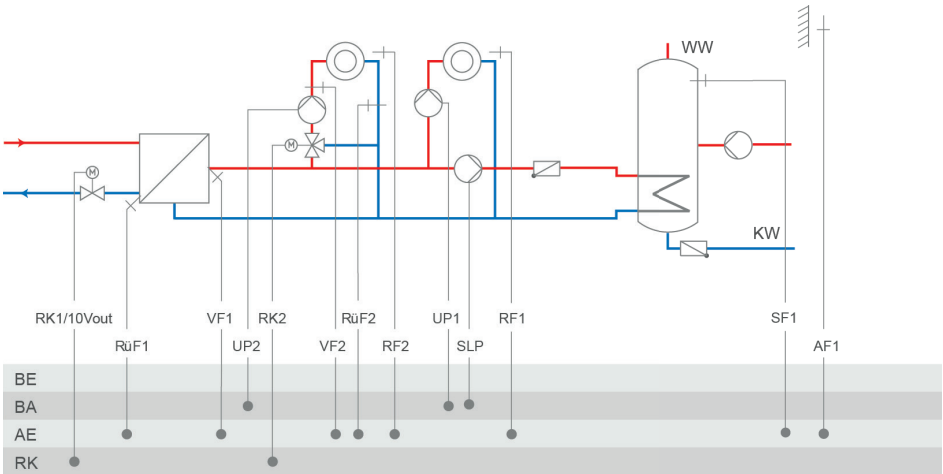 WW
M
M
KW
RK1/10Vout VF1 RK2 RüF2 UP1 RF1 SF1
RüF1 UP2 VF2 RF2 SLP AF1
BE
BA
AE
RK